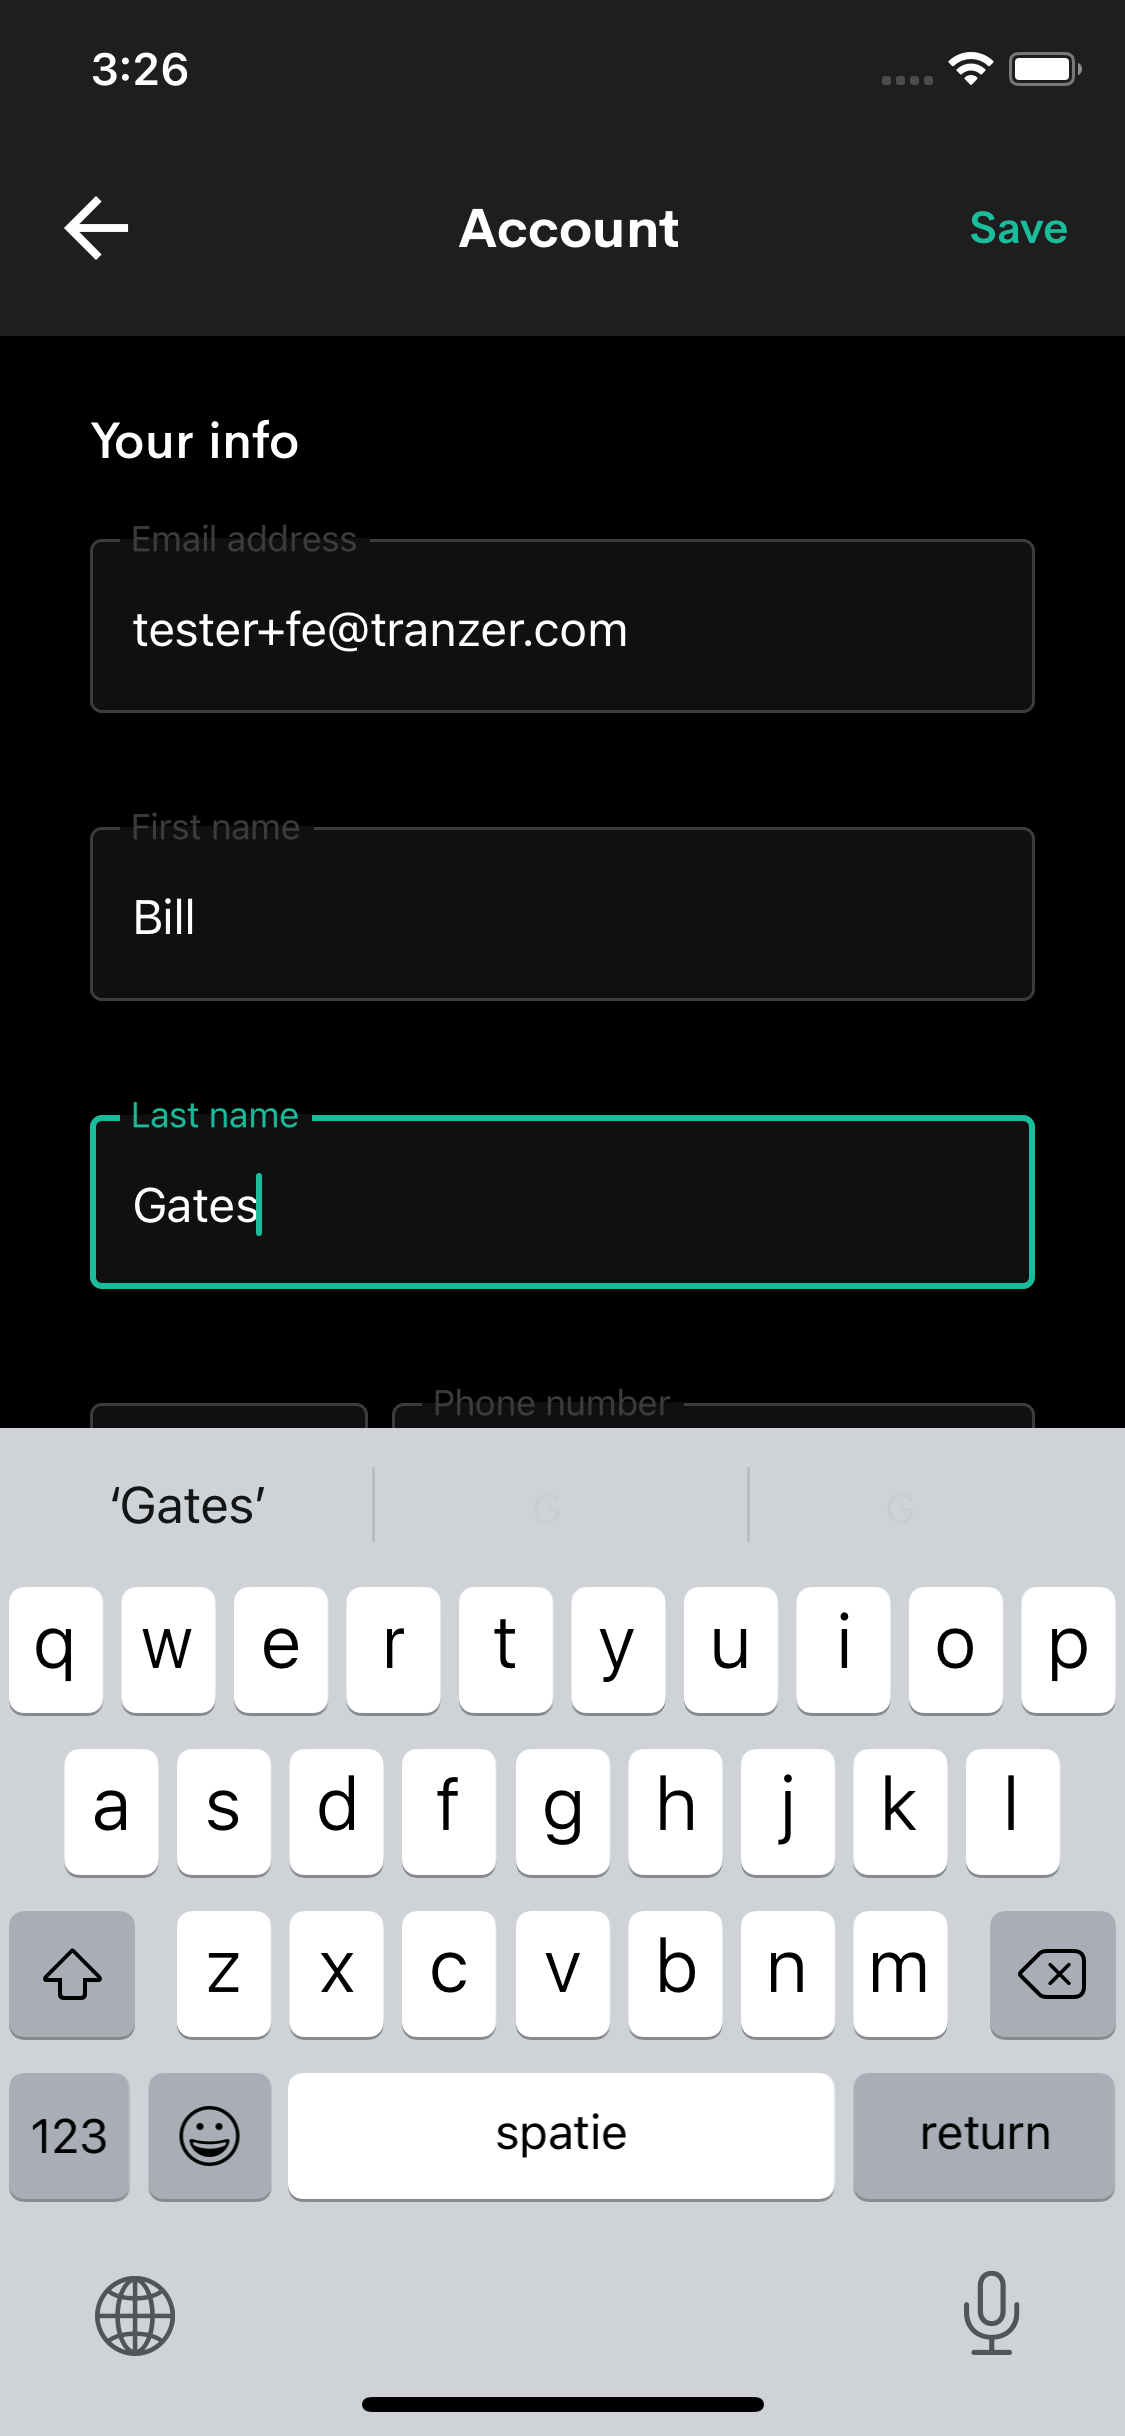 3:26
Account
Save
Your info
Email address
tester+fe@tranzer.com
First name
Bill
Last name
Gates
Phone number
‘Gates’
G
G
q w e r t y u i o p
a s d f g h j k l
z x c v b n m
123
spatie
return